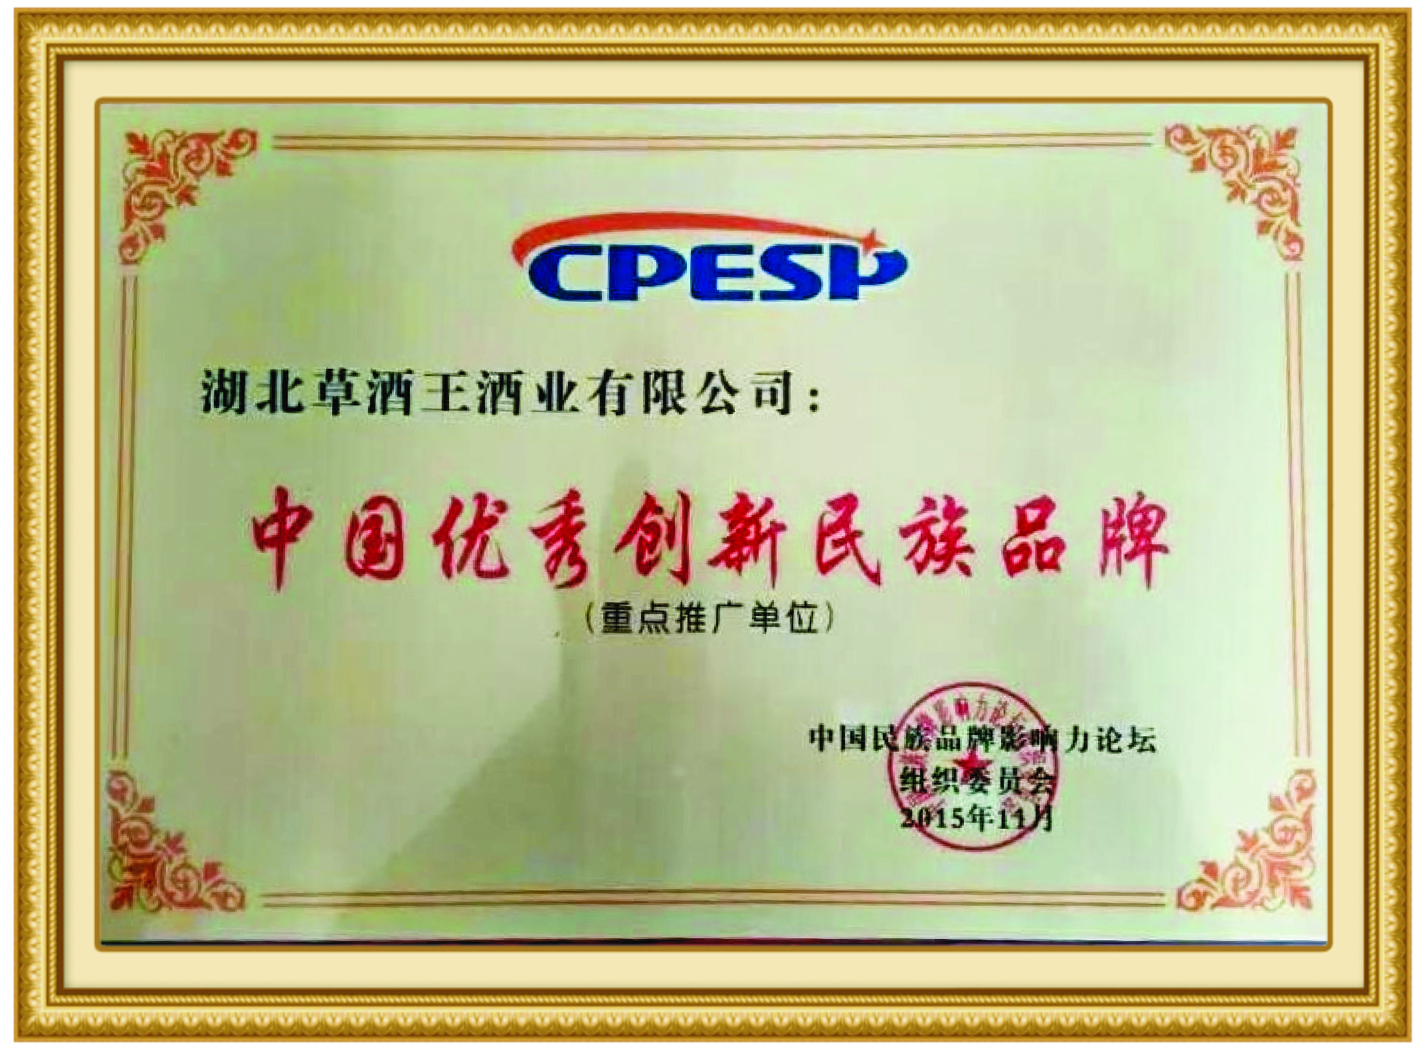 CPESP
湖北草酒王酒业有限公司：
中国优秀创新民族品牌
（重点推广单位）
中国民族品牌影响力论坛
组织委员会
2015年11月